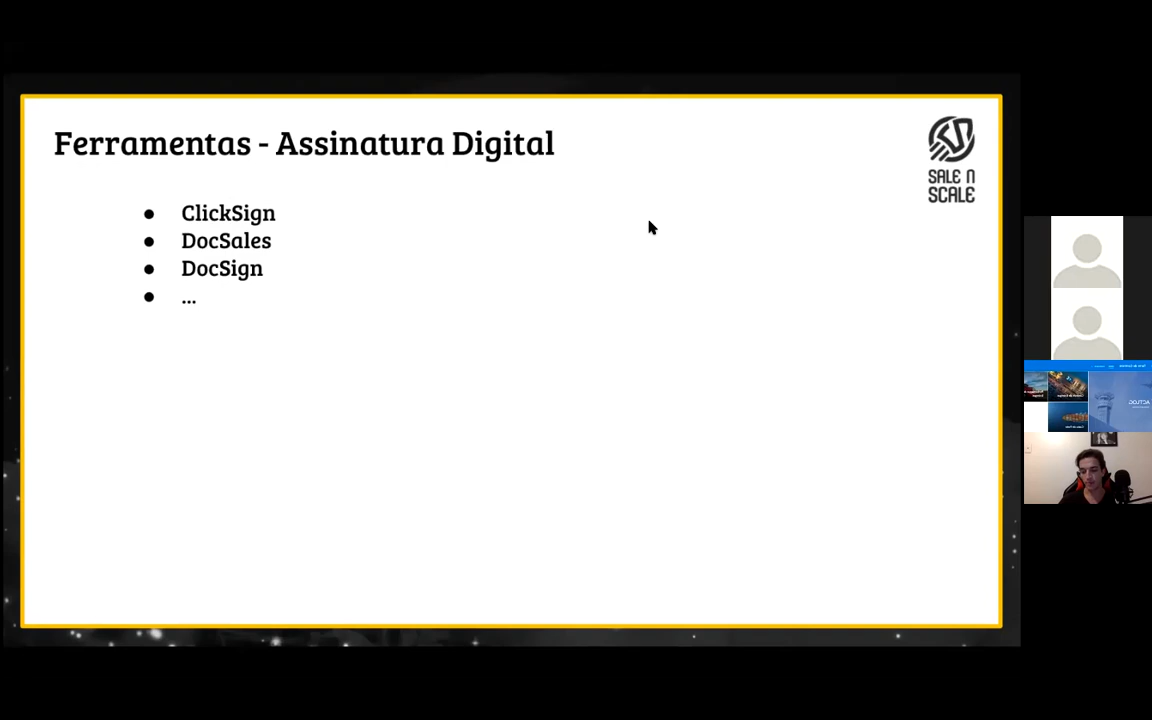 Ferramentas - Assinatura Digital
SALE N
SCALE
● ClickSign
● DocSales
● DocSign
● ...